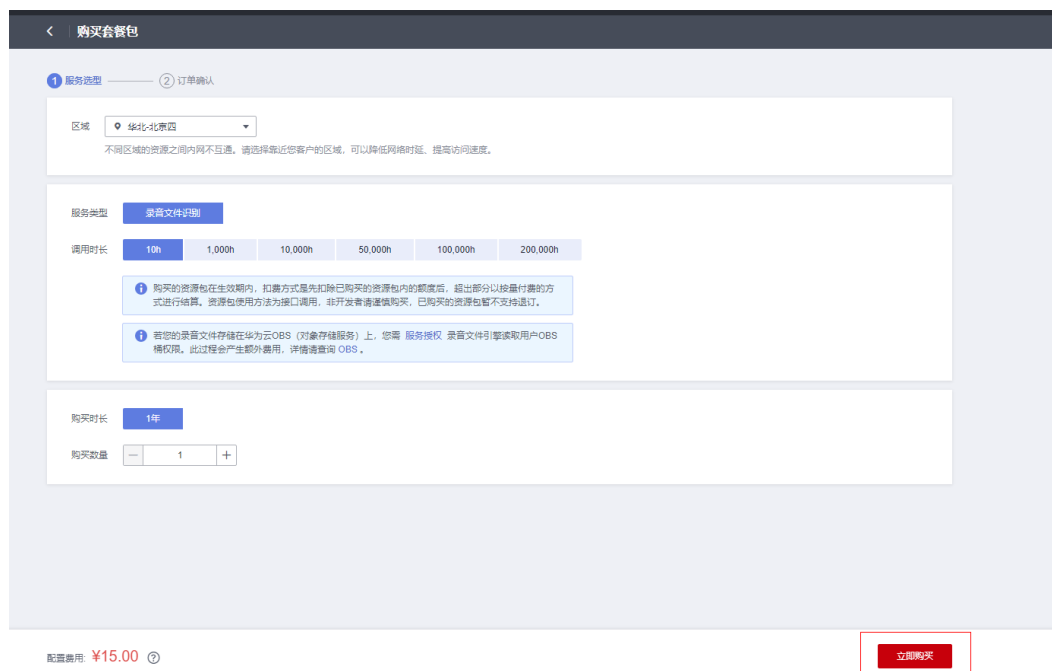 购买套餐包
1 服务选型 2 订单确认
区域 华北-北京四
不同区域的资源之间内网不互通。请选择靠近您客户的区域，可以降低网络时延、提高访问速度。
服务类型 录音文件识别
调用时长 10h 1,000h 10,000h 50,000h 100,000h 200,000h
购买的资源包在生效期内，扣费方式是先扣除已购买的资源包内的额度后，超出部分以按量付费的方
式进行结算。资源包使用方法为接口调用，非开发者请谨慎购买，已购买的资源包暂不支持退订。
若您的录音文件存储在华为云OBS（对象存储服务）上，您需 服务授权 录音文件引擎读取用户OBS
桶权限。此过程会产生额外费用，详情请查询 OBS 。
购买时长 1年
购买数量 1
配置费用: ¥15.00 立即购买